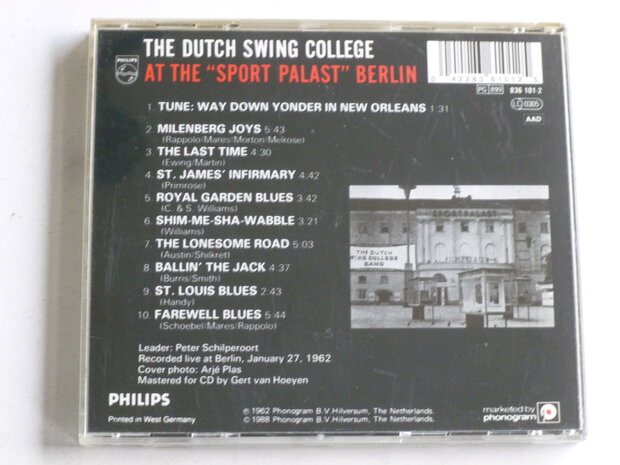 PHILIPS
THE DUTCH SWING COLLEGE
AT THE "SPORT PALAST" BERLIN
PG 899 836 101-2
LC 0305
AAD
1 TUNE: WAY DOWN YONDER IN NEW ORLEANS 1:31
2. MILENBERG JOYS 5.43
(Rappolo/Mares/Morton/Melrose)
3. THE LAST TIME 4.30
(Ewing/Martin)
4. ST. JAMES' INFIRMARY 4:42
(Primrose)
5. ROYAL GARDEN BLUES 3.42
(C. & S. Williams)
6. SHIM-ME-SHA-WABBLE 3.21
(Williams)
7. THE LONESOME ROAD 5.03
(Austin/Shilkret)
8. BALLIN' THE JACK 4.37
(Burns/Smith)
9. ST. LOUIS BLUES 2:43
(Handy)
10. FAREWELL BLUES 5.44
(Schoebel/Mares/Rappolo)
SPORTPALAST
THE DUTCH
SWING COLLEGE
BAND
Leader: Peter Schilperoort
Recorded live at Berlin, January 27, 1962
Cover photo: Arjé Plas
Mastered for CD by Gert van Hoeyen
PHILIPS
Printed in West Germany
℗ 1962 Phonogram B.V. Hilversum, The Netherlands.
© 1988 Phonogram B.V. Hilversum, The Netherlands.
marketed by
phonogram